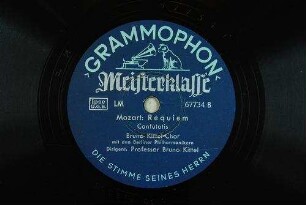 GRAMMOPHON
Meisterklasse
LM
67734 B
Mozart: Requiem
Confutatis
Bruno Kittel-Chor
mit den Berliner Philharmonikern
Dirigent: Professor Bruno Kittel
DIE STIMME SEINES HERRN